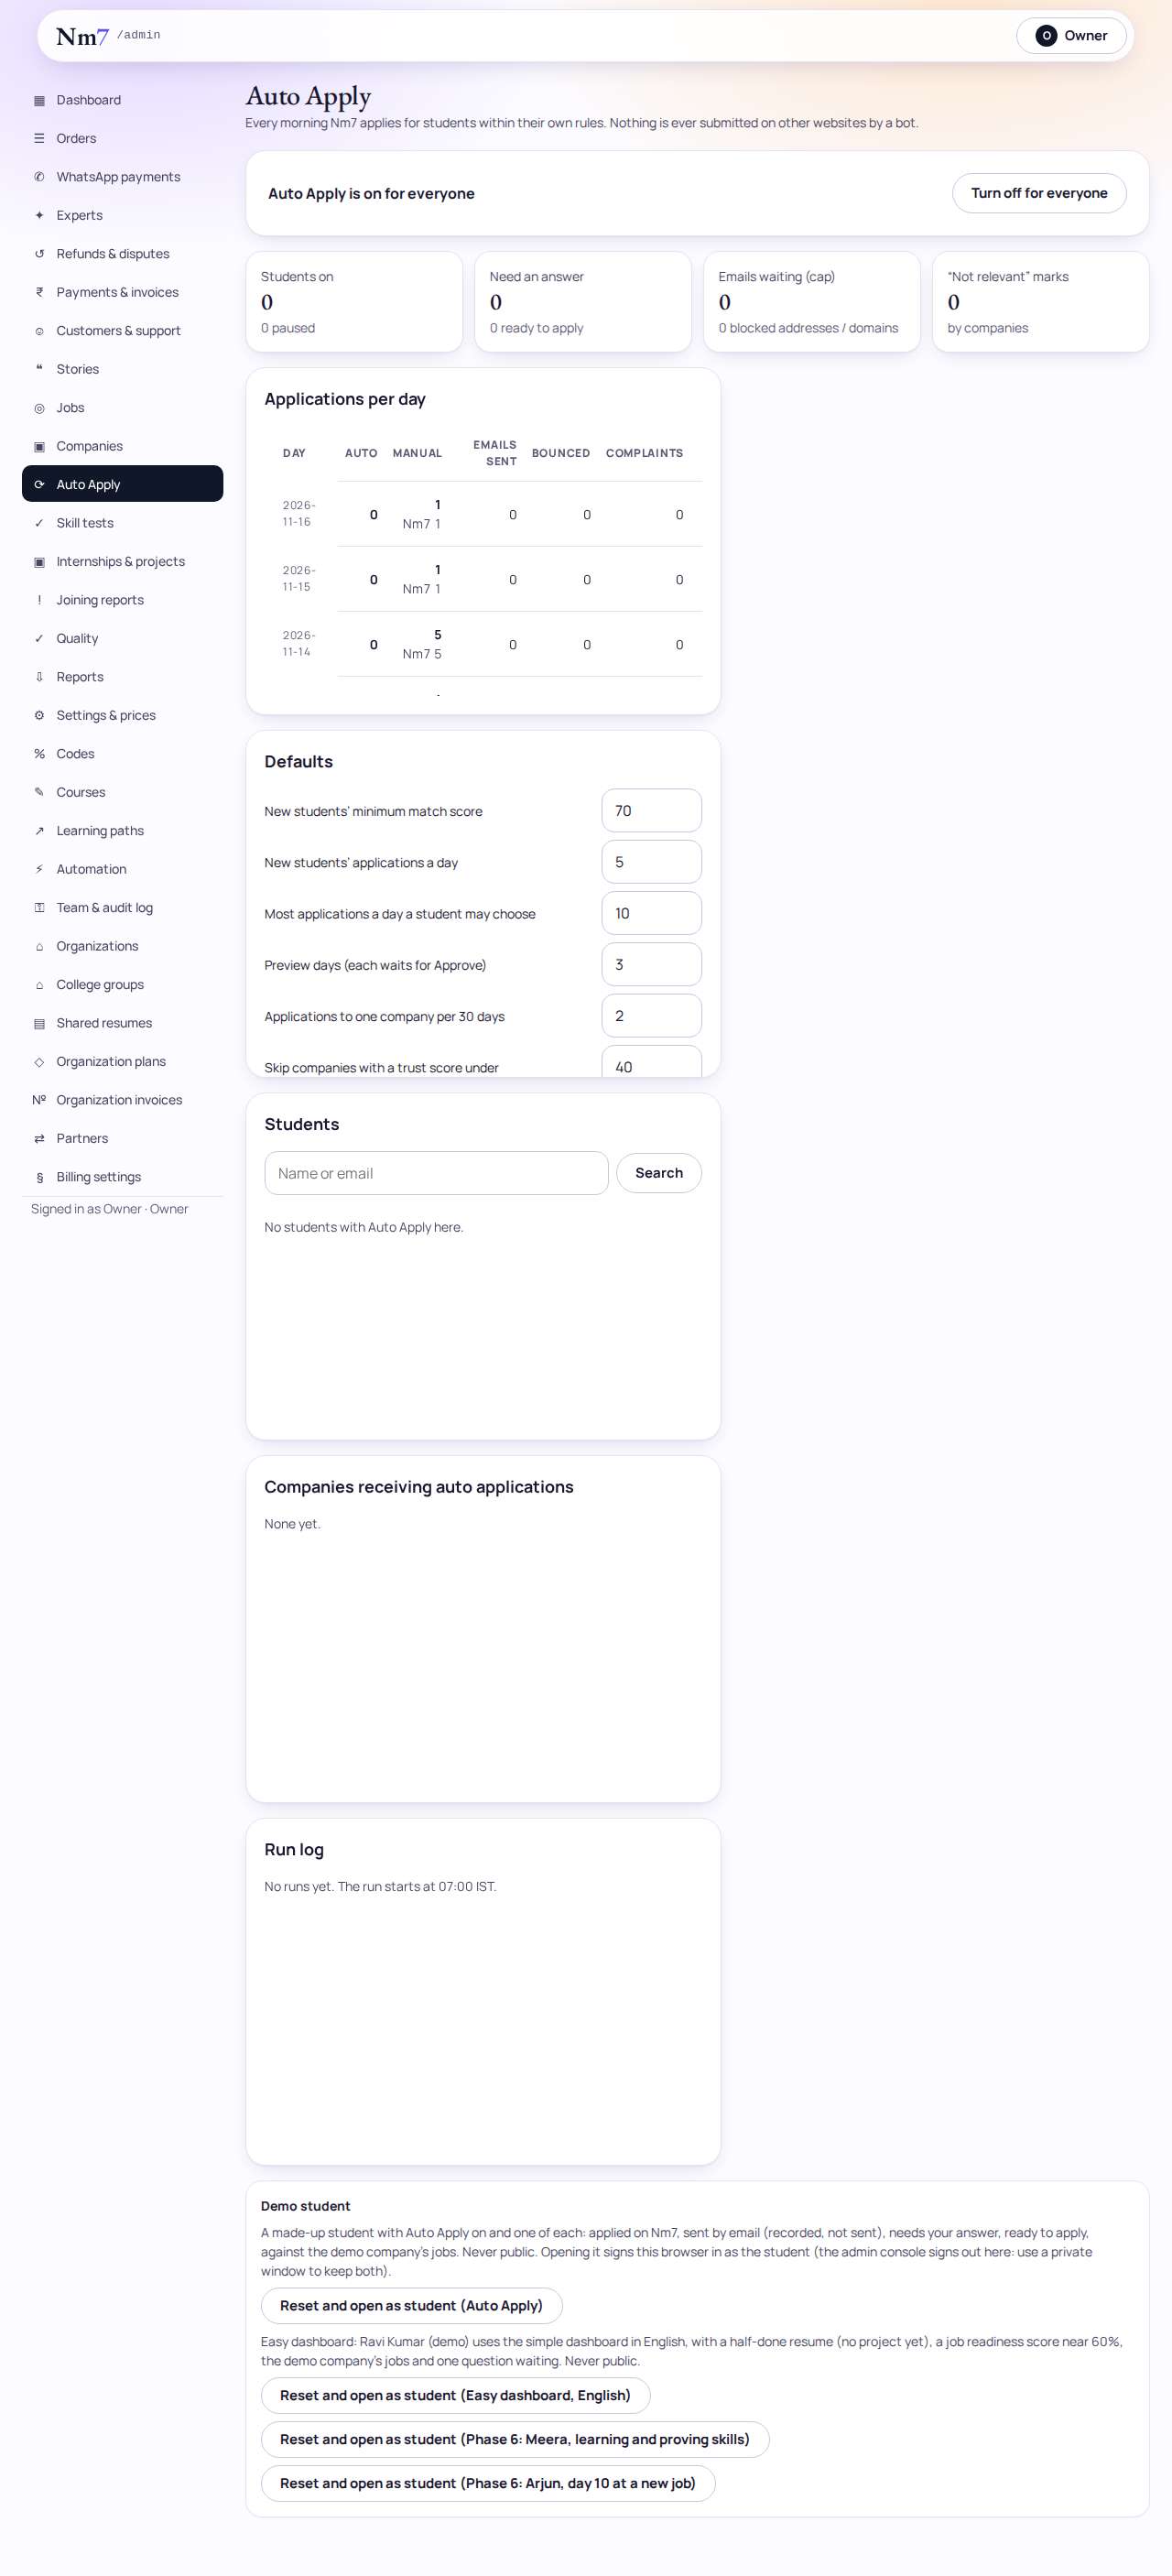 Nm7 /admin
O Owner
Dashboard
Orders
WhatsApp payments
Experts
Refunds & disputes
₹ Payments & invoices
Customers & support
Stories
Jobs
Companies
Auto Apply
Skill tests
Internships & projects
! Joining reports
Quality
Reports
Settings & prices
% Codes
Courses
Learning paths
Automation
Team & audit log
Organizations
College groups
Shared resumes
Organization plans
Nº Organization invoices
Partners
§ Billing settings
Signed in as Owner · Owner
Auto Apply
Every morning Nm7 applies for students within their own rules. Nothing is ever submitted on other websites by a bot.
Auto Apply is on for everyone
Turn off for everyone
Students on
0
0 paused
Need an answer
0
0 ready to apply
Emails waiting (cap)
0
0 blocked addresses / domains
“Not relevant” marks
0
by companies
Applications per day
DAY AUTO MANUAL EMAILS SENT BOUNCED COMPLAINTS
2026-11-16 0 1 Nm7 1 0 0 0
2026-11-15 0 1 Nm7 1 0 0 0
2026-11-14 0 5 Nm7 5 0 0 0
Defaults
New students’ minimum match score 70
New students’ applications a day 5
Most applications a day a student may choose 10
Preview days (each waits for Approve) 3
Applications to one company per 30 days 2
Skip companies with a trust score under 40
Students
Name or email
Search
No students with Auto Apply here.
Companies receiving auto applications
None yet.
Run log
No runs yet. The run starts at 07:00 IST.
Demo student
A made-up student with Auto Apply on and one of each: applied on Nm7, sent by email (recorded, not sent), needs your answer, ready to apply,
against the demo company’s jobs. Never public. Opening it signs this browser in as the student (the admin console signs out here: use a private
window to keep both).
Reset and open as student (Auto Apply)
Easy dashboard: Ravi Kumar (demo) uses the simple dashboard in English, with a half-done resume (no project yet), a job readiness score near 60%,
the demo company’s jobs and one question waiting. Never public.
Reset and open as student (Easy dashboard, English)
Reset and open as student (Phase 6: Meera, learning and proving skills)
Reset and open as student (Phase 6: Arjun, day 10 at a new job)